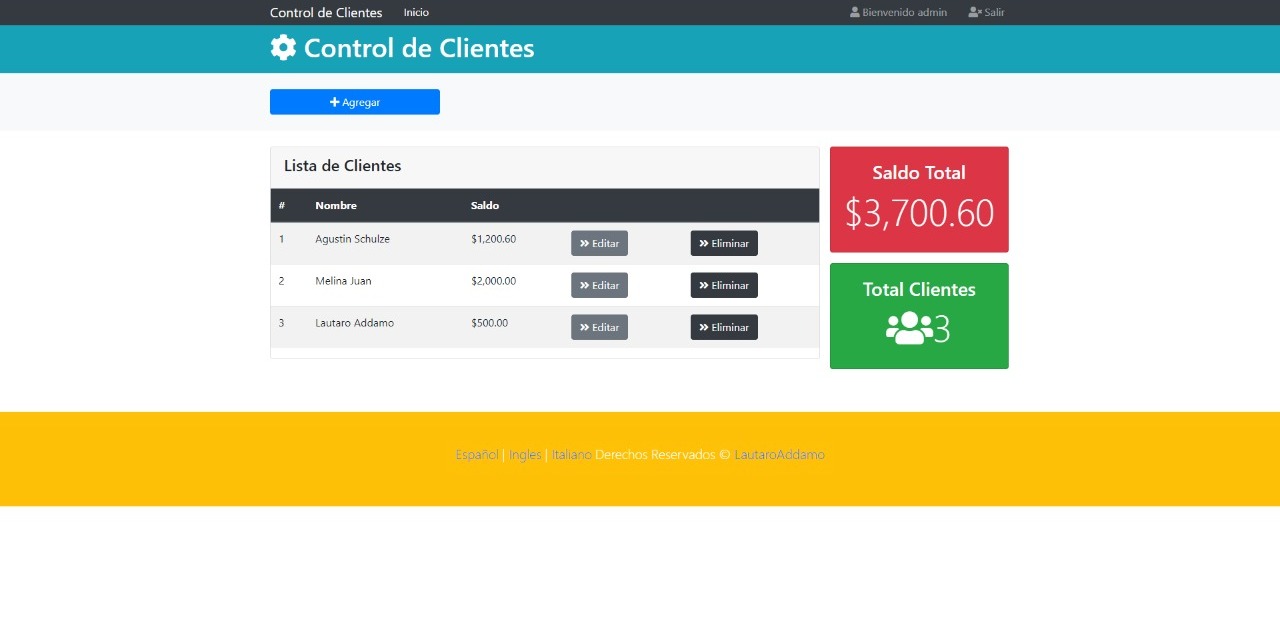 Control de Clientes Inicio Bienvenido admin Salir
Control de Clientes
Agregar
Lista de Clientes
# Nombre Saldo
1 Agustin Schulze $1,200.60 Editar Eliminar
2 Melina Juan $2,000.00 Editar Eliminar
3 Lautaro Addamo $500.00 Editar Eliminar
Saldo Total
$3,700.60
Total Clientes
3
Español | Ingles | Italiano Derechos Reservados © LautaroAddamo